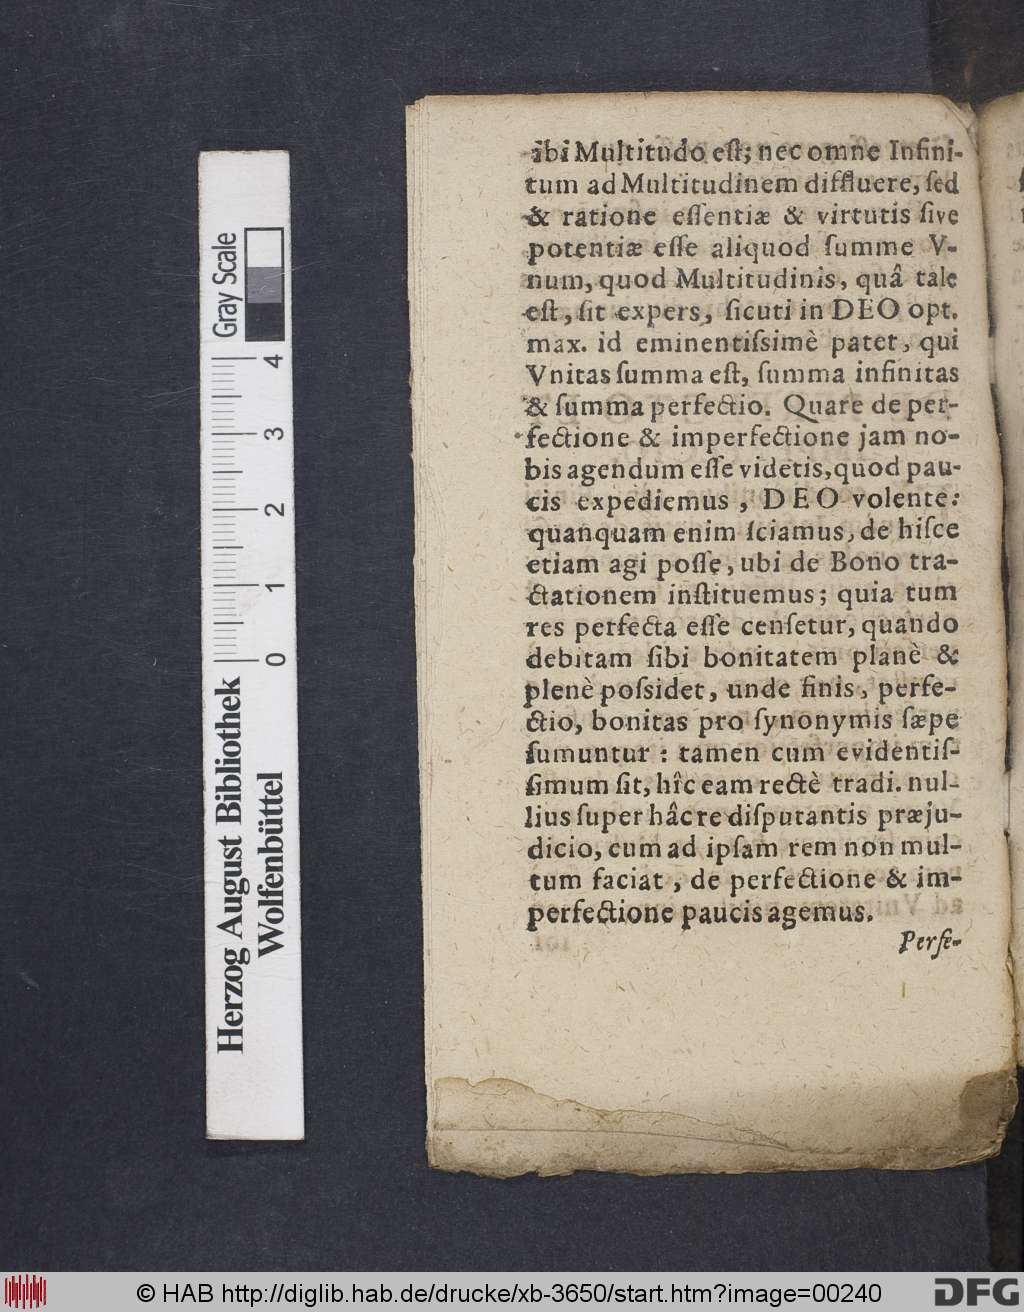 ibi Multitudo eſt; nec omne Infini-
tum ad Multitudinem diffluere, ſed
& ratione eſſentiæ & virtutis ſive
potentiæ eſſe aliquod ſumme V-
num, quod Multitudinis, quâ tale
eſt, ſit expers, ſicuti in DEO opt.
max. id eminentiſsimè patet, qui
Vnitas ſumma eſt, ſumma infinitas
& ſumma perfectio. Quare de per-
fectione & imperfectione jam no-
bis agendum eſſe videtis, quod pau-
cis expediemus, DEO volente:
quanquam enim ſciamus, de hiſce
etiam agi poſſe, ubi de Bono tra-
ctationem inſtituemus; quia tum
res perfecta eſſe cenſetur, quando
debitam ſibi bonitatem planè &
plenè poſsidet, unde finis, perfe-
ctio, bonitas pro ſynonymis ſæpe
ſumuntur: tamen cum evidentiſ-
ſimum ſit, hîc eam rectè tradi. nul-
lius ſuper hâc re diſputantis præju-
dicio, cum ad ipſam rem non mul-
tum faciat, de perfectione & im-
perfectione paucis agemus.
Perfe-
Herzog August Bibliothek
Wolfenbüttel
0 1 2 3 4
Gray Scale
© HAB http://diglib.hab.de/drucke/xb-3650/start.htm?image=00240
DFG